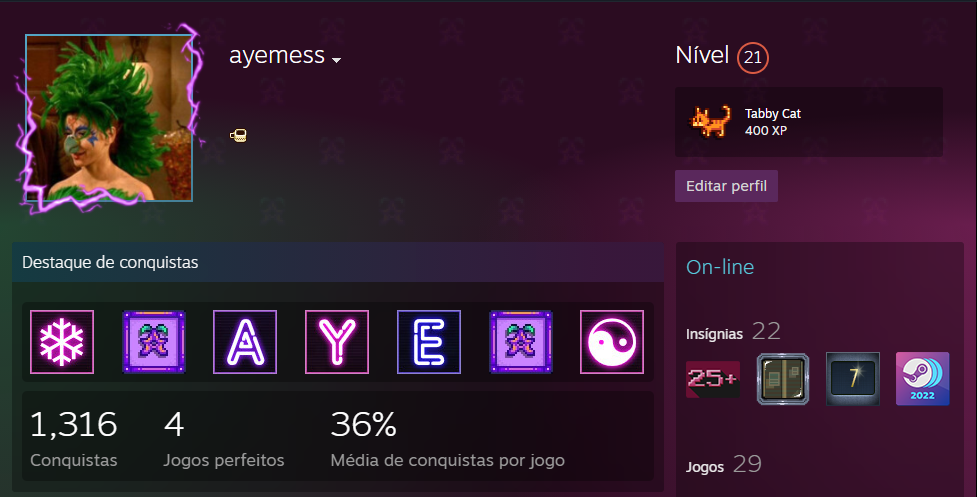 ayemess
Nível 21
Tabby Cat
400 XP
Editar perfil
Destaque de conquistas
A Y E
1,316
Conquistas
4
Jogos perfeitos
36%
Média de conquistas por jogo
On-line
Insígnias 22
25+
7
2022
Jogos 29